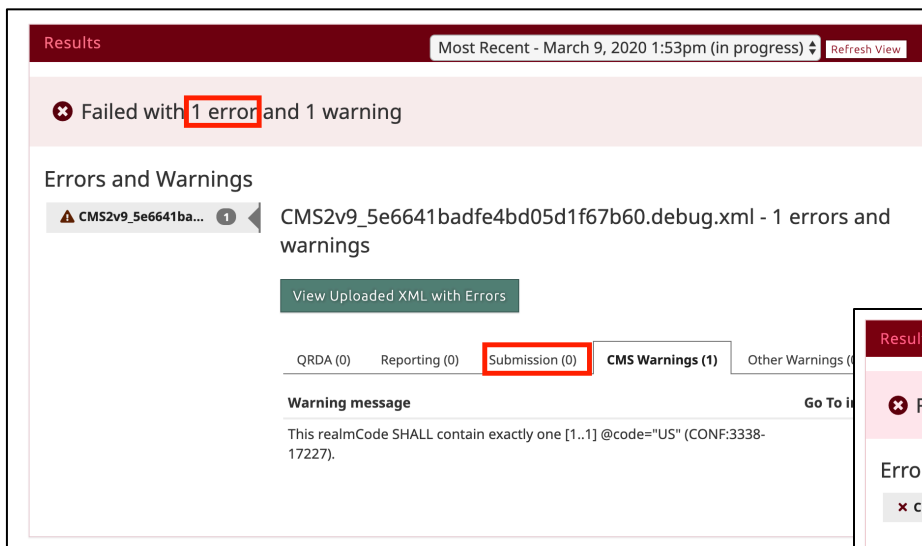 Results
Most Recent - March 9, 2020 1:53pm (in progress)
Refresh View
Failed with 1 error and 1 warning
Errors and Warnings
CMS2v9_5e6641ba... 1
CMS2v9_5e6641badfe4bd05d1f67b60.debug.xml - 1 errors and
warnings
View Uploaded XML with Errors
QRDA (0) Reporting (0) Submission (0) CMS Warnings (1) Other Warnings
Warning message Go To
This realmCode SHALL contain exactly one [1..1] @code="US" (CONF:3338-
17227).